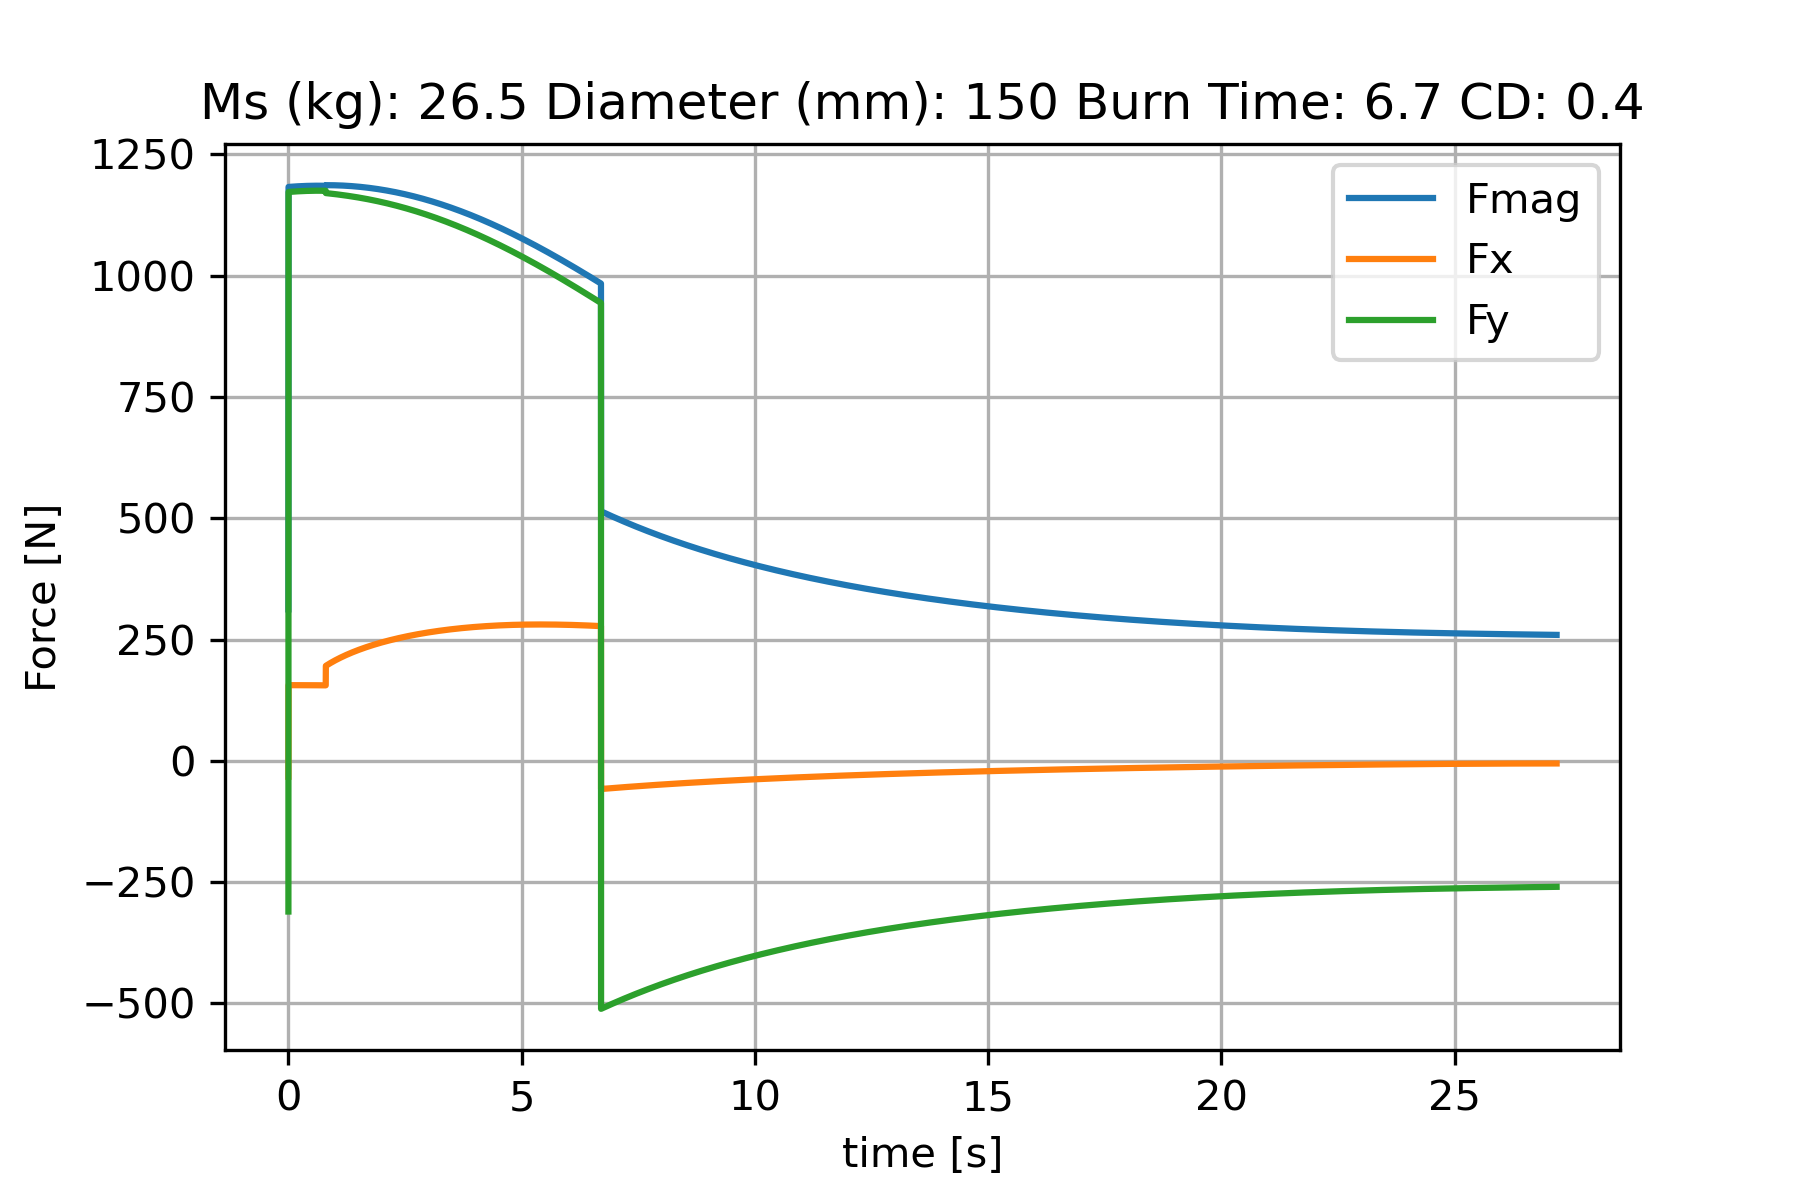 Ms (kg): 26.5 Diameter (mm): 150 Burn Time: 6.7 CD: 0.4
1250
1000
750
500
250
0
−250
−500
Force [N]
Fmag
Fx
Fy
0 5 10 15 20 25
time [s]